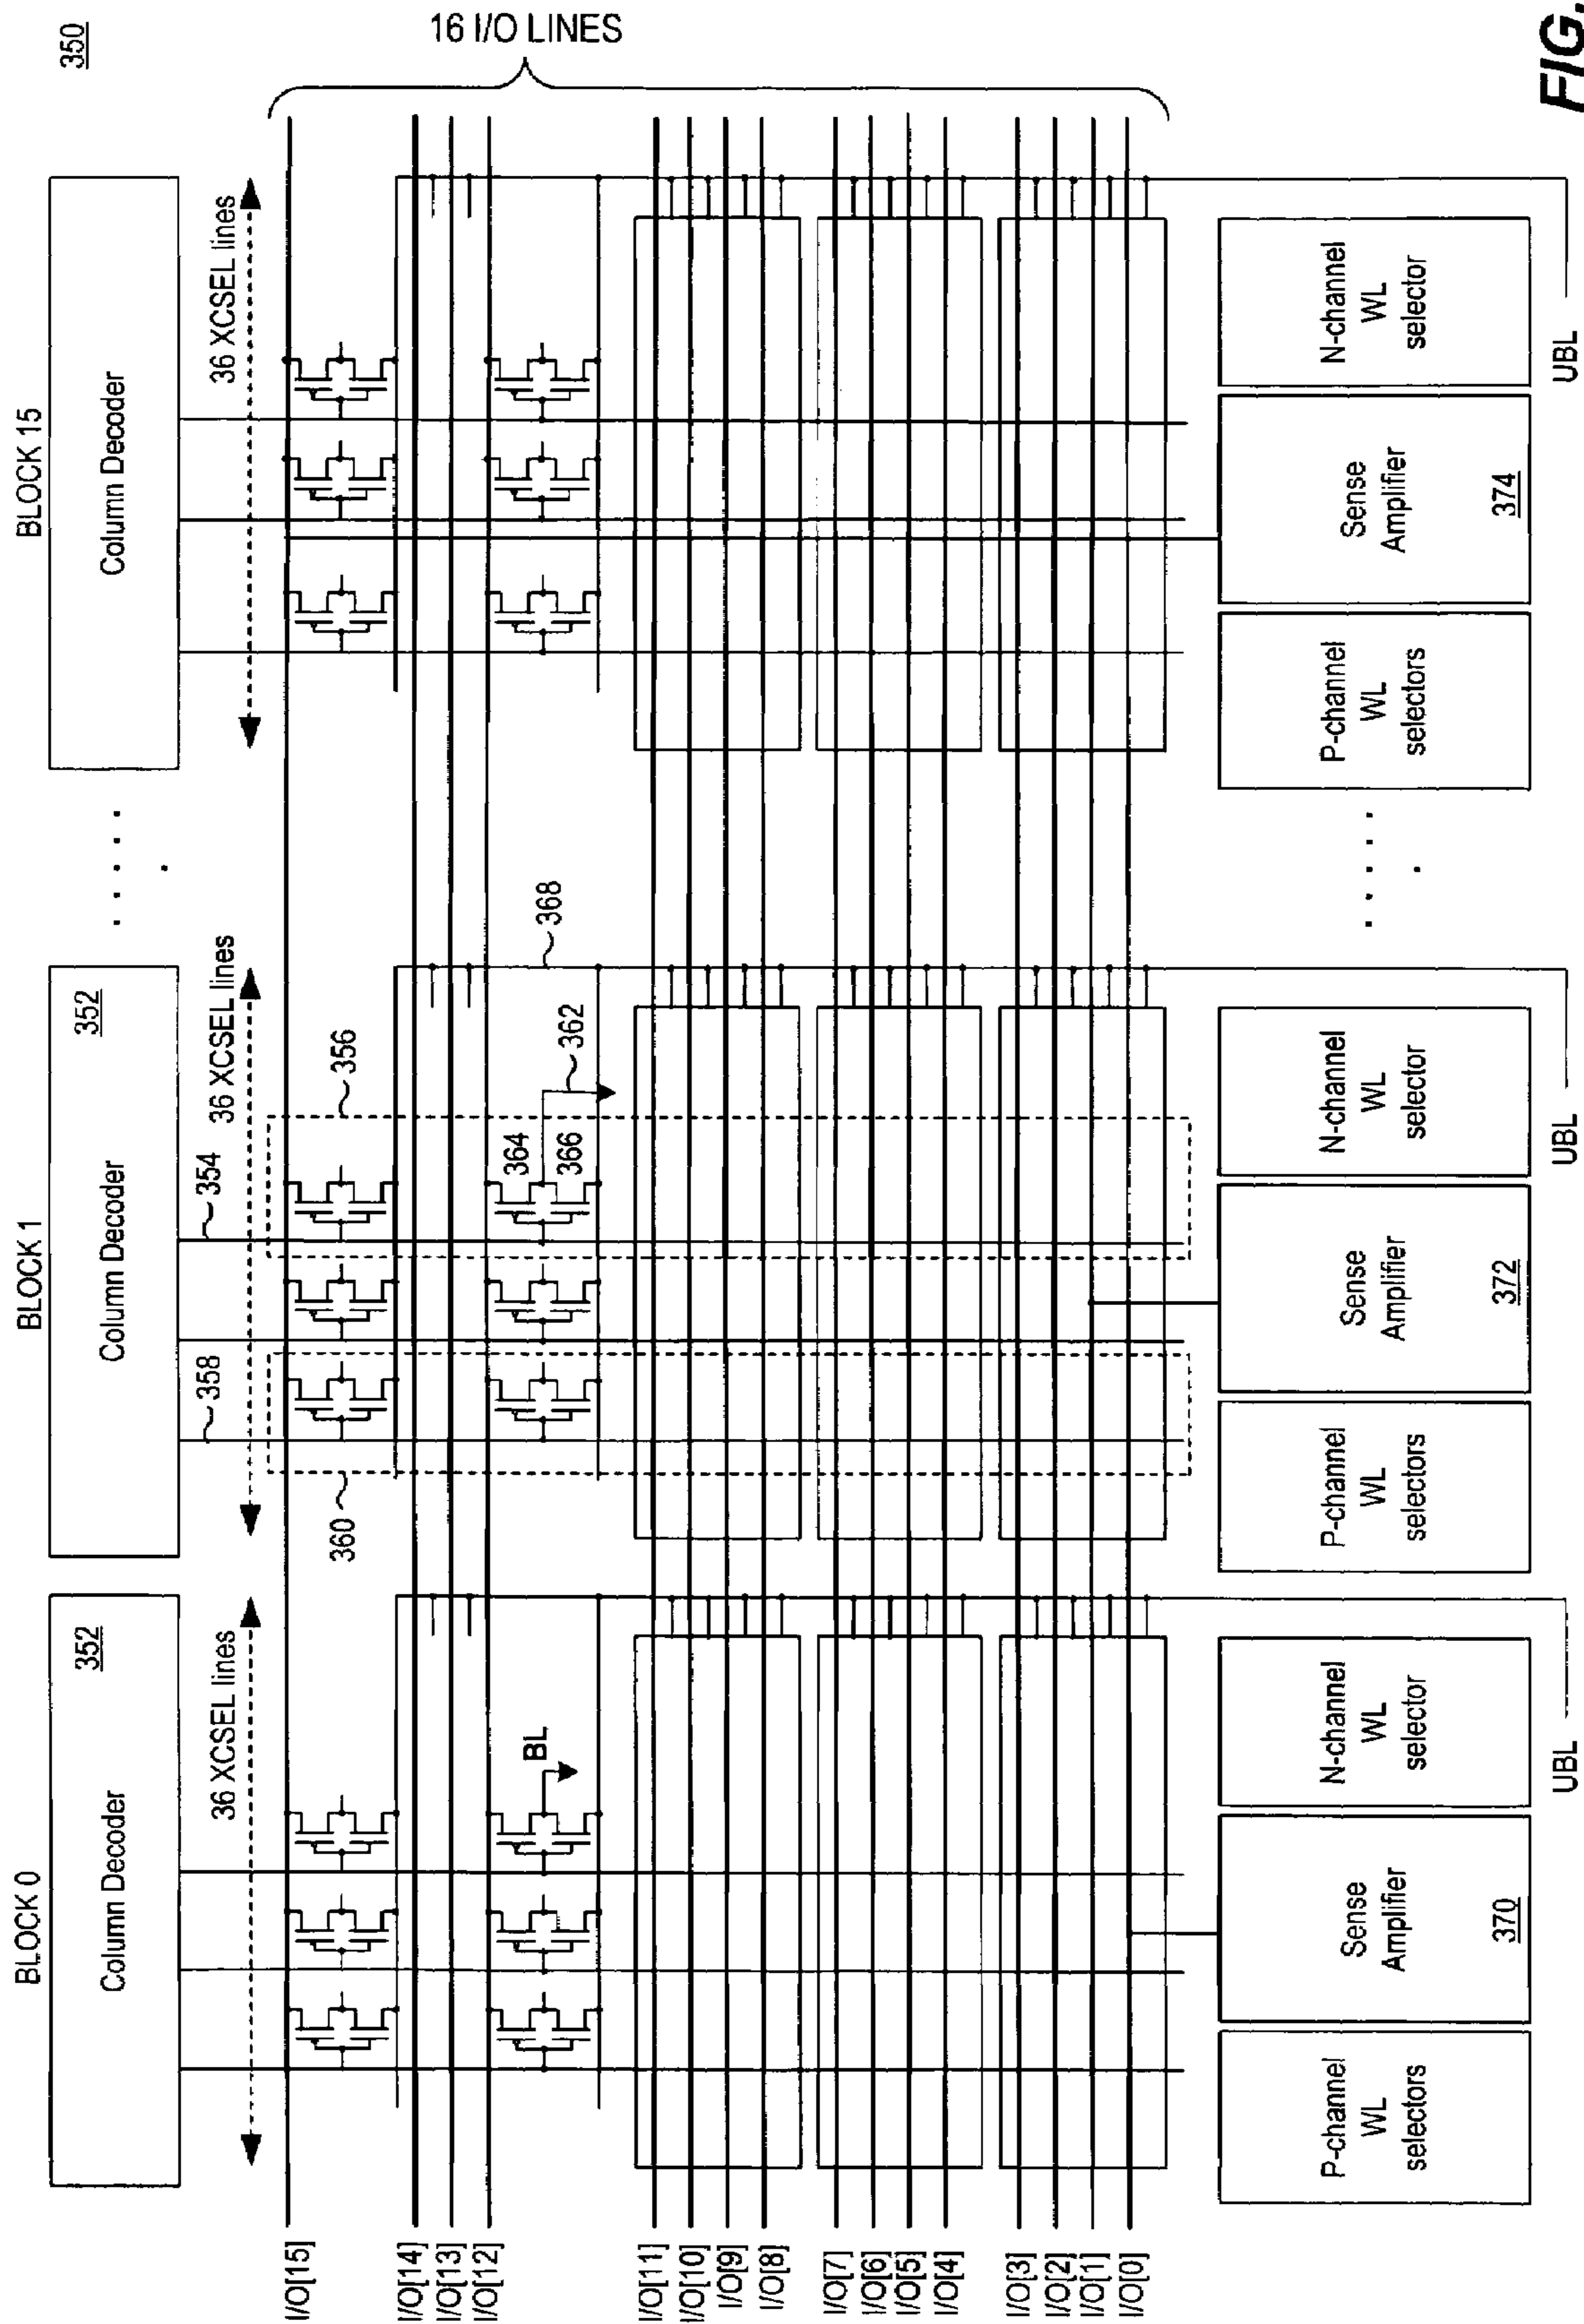 350
BLOCK 0
BLOCK 1
BLOCK 15
Column Decoder
352
Column Decoder
352
. . . . .
Column Decoder
36 XCSEL lines
358
354
36 XCSEL lines
36 XCSEL lines
16 I/O LINES
360
356
BL
364
366
362
368
I/O[15]
I/O[14]
I/O[13]
I/O[12]
I/O[11]
I/O[10]
I/O[9]
I/O[8]
I/O[7]
I/O[6]
I/O[5]
I/O[4]
I/O[3]
I/O[2]
I/O[1]
I/O[0]
P-channel
WL
selectors
Sense
Amplifier
370
N-channel
WL
selector
P-channel
WL
selectors
Sense
Amplifier
372
N-channel
WL
selector
. . . . .
P-channel
WL
selectors
Sense
Amplifier
374
N-channel
WL
selector
UBL
UBL
UBL
FIG.